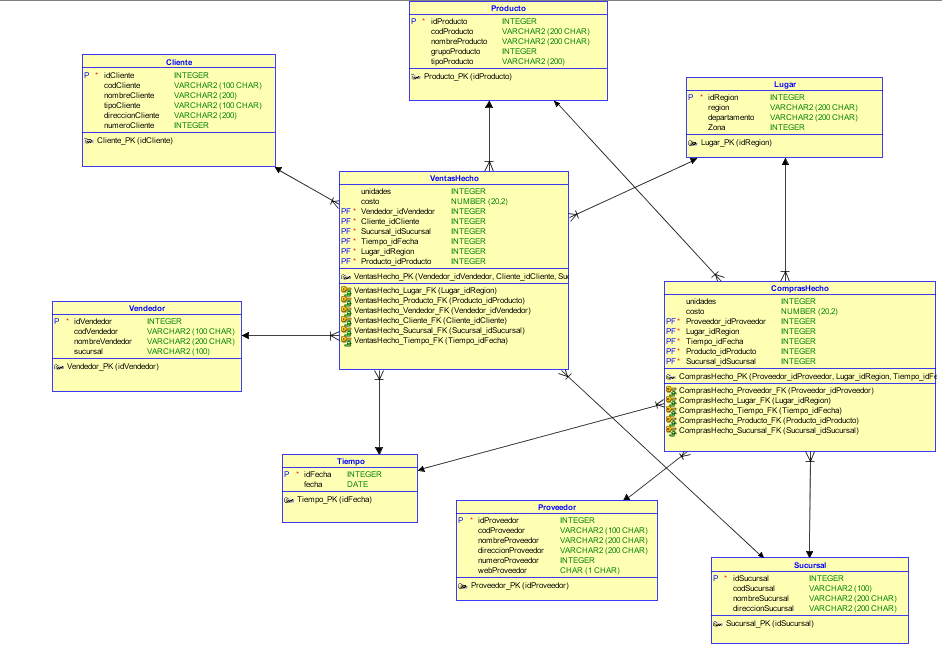 Producto
P * idProducto INTEGER
codProducto VARCHAR2 (200 CHAR)
nombreProducto VARCHAR2 (200 CHAR)
grupoProducto INTEGER
tipoProducto VARCHAR2 (200)
Producto_PK (idProducto)
Cliente
P * idCliente INTEGER
codCliente VARCHAR2 (100 CHAR)
nombreCliente VARCHAR2 (200)
tipoCliente VARCHAR2 (100 CHAR)
direccionCliente VARCHAR2 (200)
numeroCliente INTEGER
Cliente_PK (idCliente)
Lugar
P * idRegion INTEGER
region VARCHAR2 (200 CHAR)
departamento VARCHAR2 (200 CHAR)
Zona INTEGER
Lugar_PK (idRegion)
VentasHecho
unidades INTEGER
costo NUMBER (20,2)
PF * Vendedor_idVendedor INTEGER
PF * Cliente_idCliente INTEGER
PF * Sucursal_idSucursal INTEGER
PF * Tiempo_idFecha INTEGER
PF * Lugar_idRegion INTEGER
PF * Producto_idProducto INTEGER
VentasHecho_PK (Vendedor_idVendedor, Cliente_idCliente, Su
VentasHecho_Lugar_FK (Lugar_idRegion)
VentasHecho_Producto_FK (Producto_idProducto)
VentasHecho_Vendedor_FK (Vendedor_idVendedor)
VentasHecho_Cliente_FK (Cliente_idCliente)
VentasHecho_Sucursal_FK (Sucursal_idSucursal)
VentasHecho_Tiempo_FK (Tiempo_idFecha)
ComprasHecho
unidades INTEGER
costo NUMBER (20,2)
PF * Proveedor_idProveedor INTEGER
PF * Lugar_idRegion INTEGER
PF * Tiempo_idFecha INTEGER
PF * Producto_idProducto INTEGER
PF * Sucursal_idSucursal INTEGER
ComprasHecho_PK (Proveedor_idProveedor, Lugar_idRegion, Tiempo_idFe
ComprasHecho_Proveedor_FK (Proveedor_idProveedor)
ComprasHecho_Lugar_FK (Lugar_idRegion)
ComprasHecho_Tiempo_FK (Tiempo_idFecha)
ComprasHecho_Producto_FK (Producto_idProducto)
ComprasHecho_Sucursal_FK (Sucursal_idSucursal)
Vendedor
P * idVendedor INTEGER
codVendedor VARCHAR2 (100 CHAR)
nombreVendedor VARCHAR2 (200 CHAR)
sucursal VARCHAR2 (100)
Vendedor_PK (idVendedor)
Tiempo
P * idFecha INTEGER
fecha DATE
Tiempo_PK (idFecha)
Proveedor
P * idProveedor INTEGER
codProveedor VARCHAR2 (100 CHAR)
nombreProveedor VARCHAR2 (200 CHAR)
direccionProveedor VARCHAR2 (200 CHAR)
numeroProveedor INTEGER
webProveedor CHAR (1 CHAR)
Proveedor_PK (idProveedor)
Sucursal
P * idSucursal INTEGER
codSucursal VARCHAR2 (100)
nombreSucursal VARCHAR2 (200 CHAR)
direccionSucursal VARCHAR2 (200 CHAR)
Sucursal_PK (idSucursal)